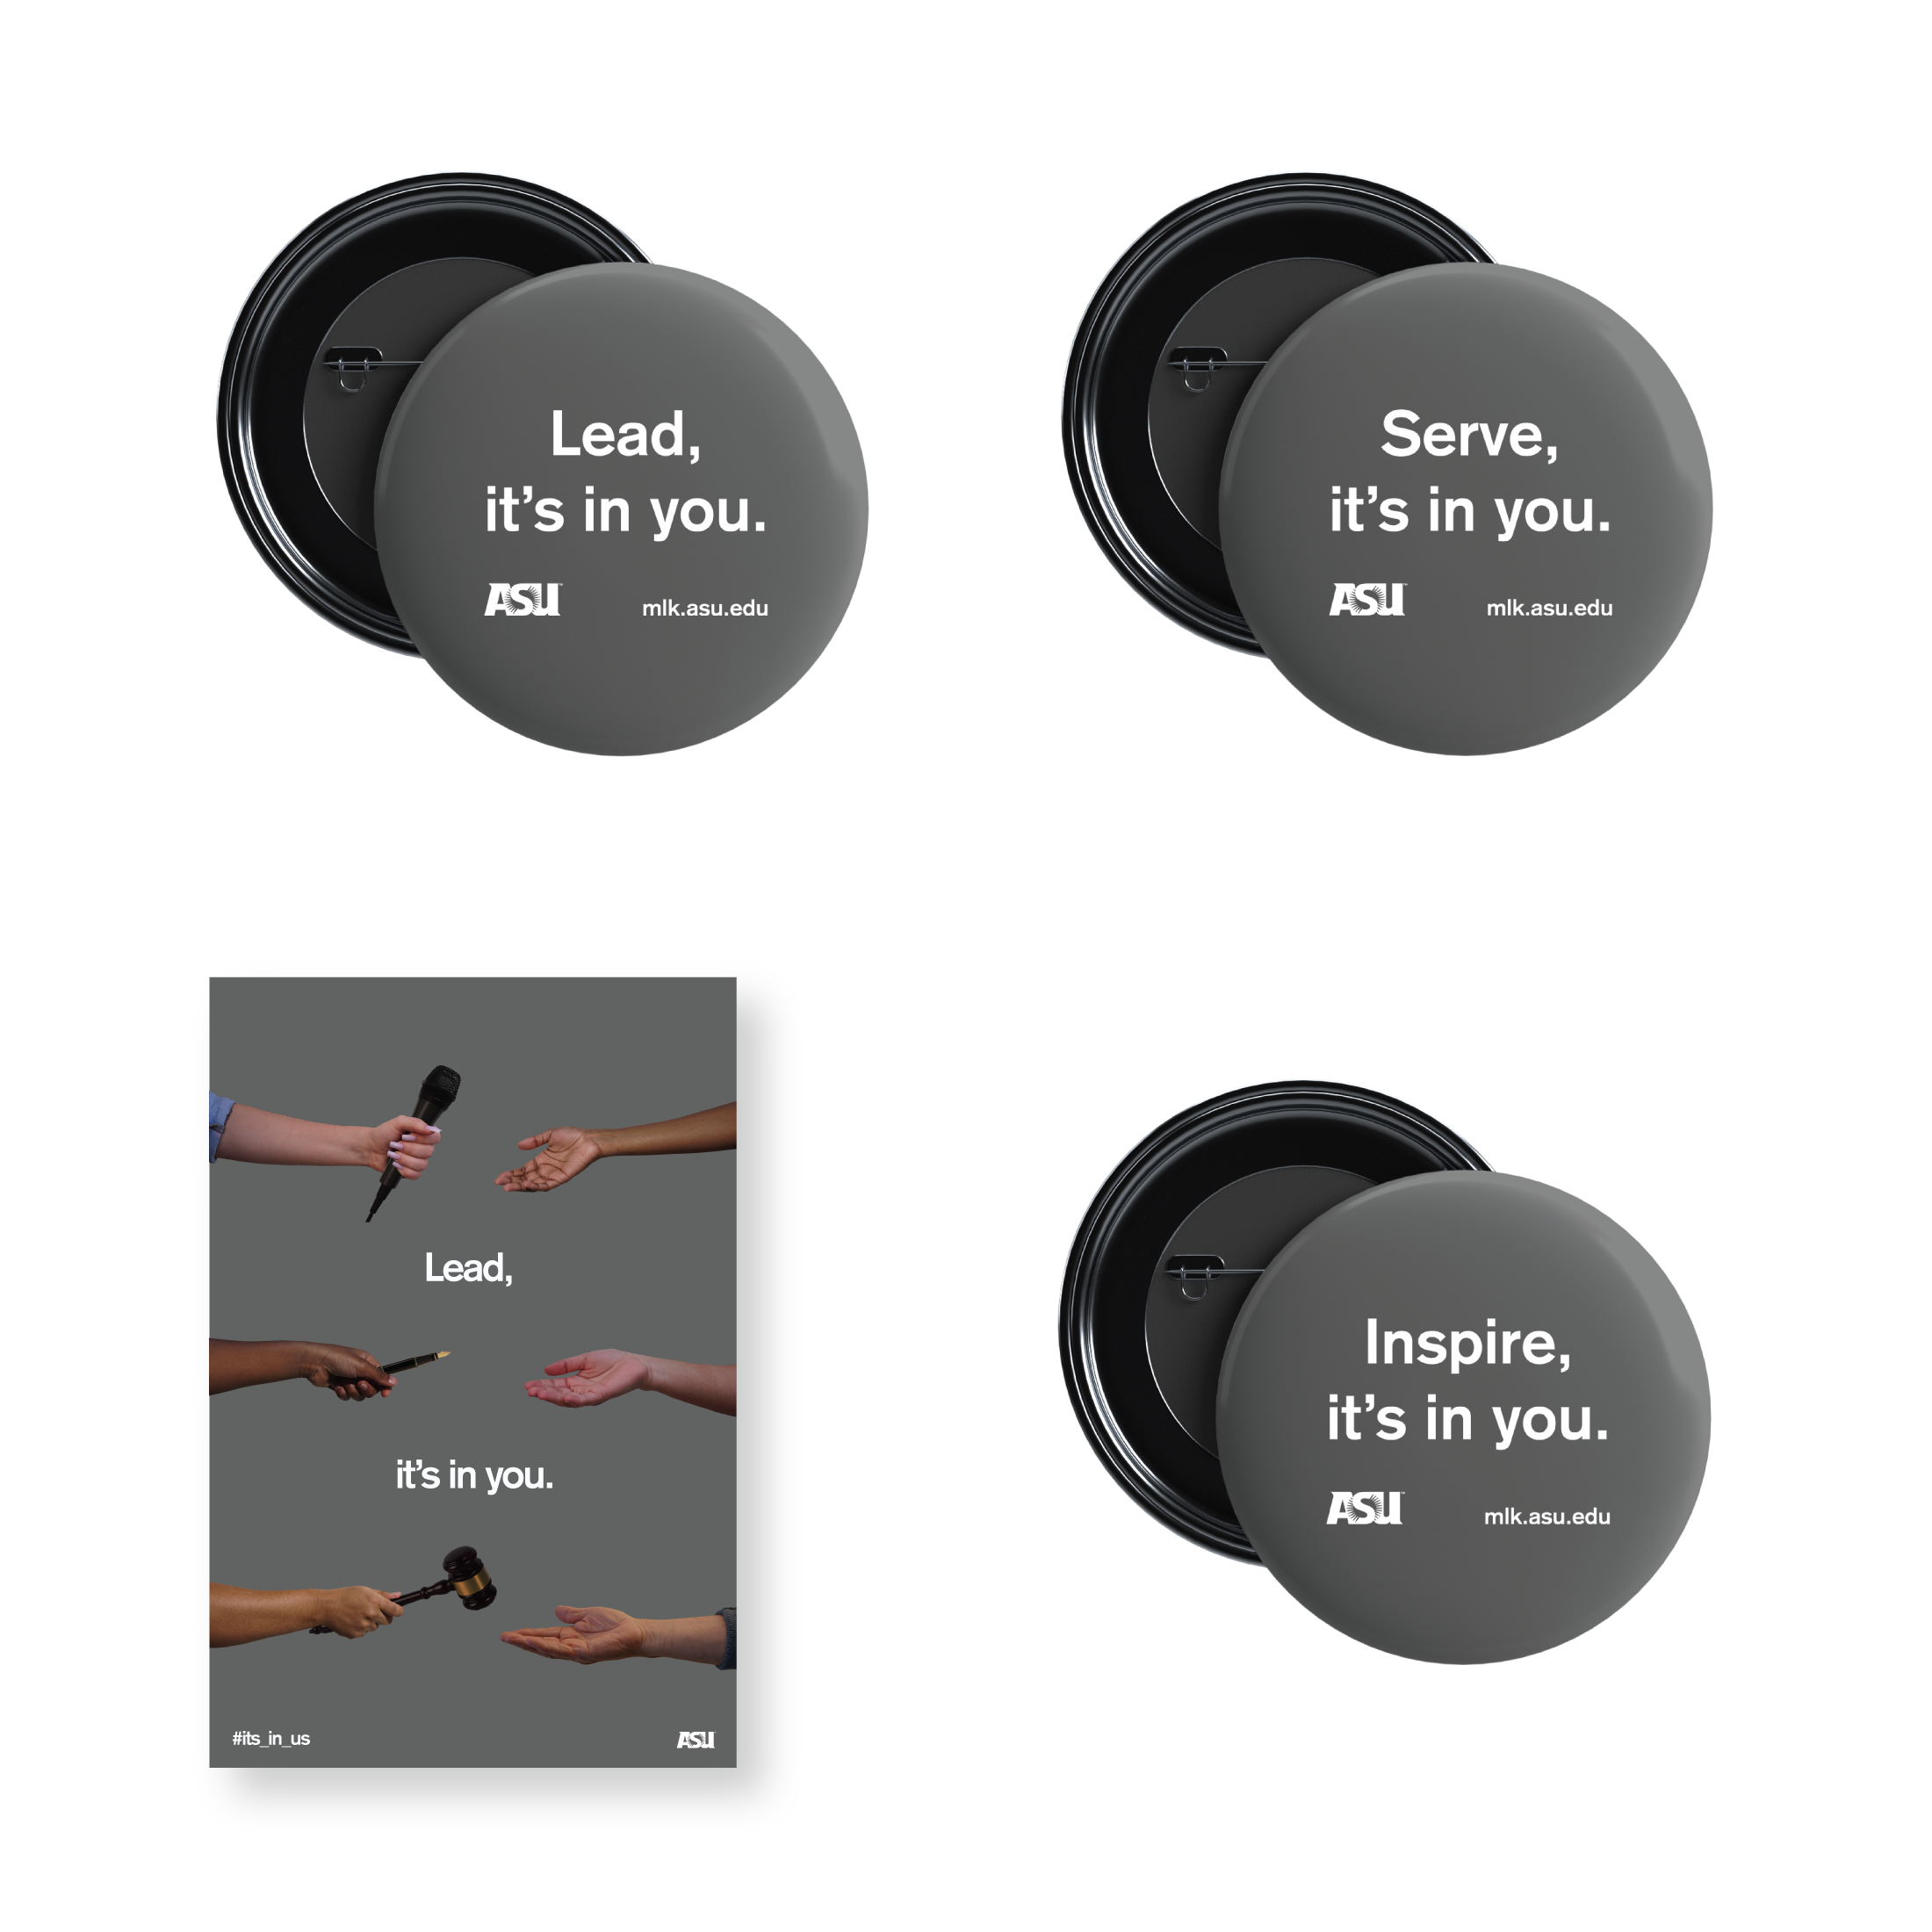 Lead,
it’s in you.
ASU
mlk.asu.edu
Serve,
it’s in you.
ASU
mlk.asu.edu
Lead,
it’s in you.
#its_in_us
ASU
Inspire,
it’s in you.
ASU
mlk.asu.edu